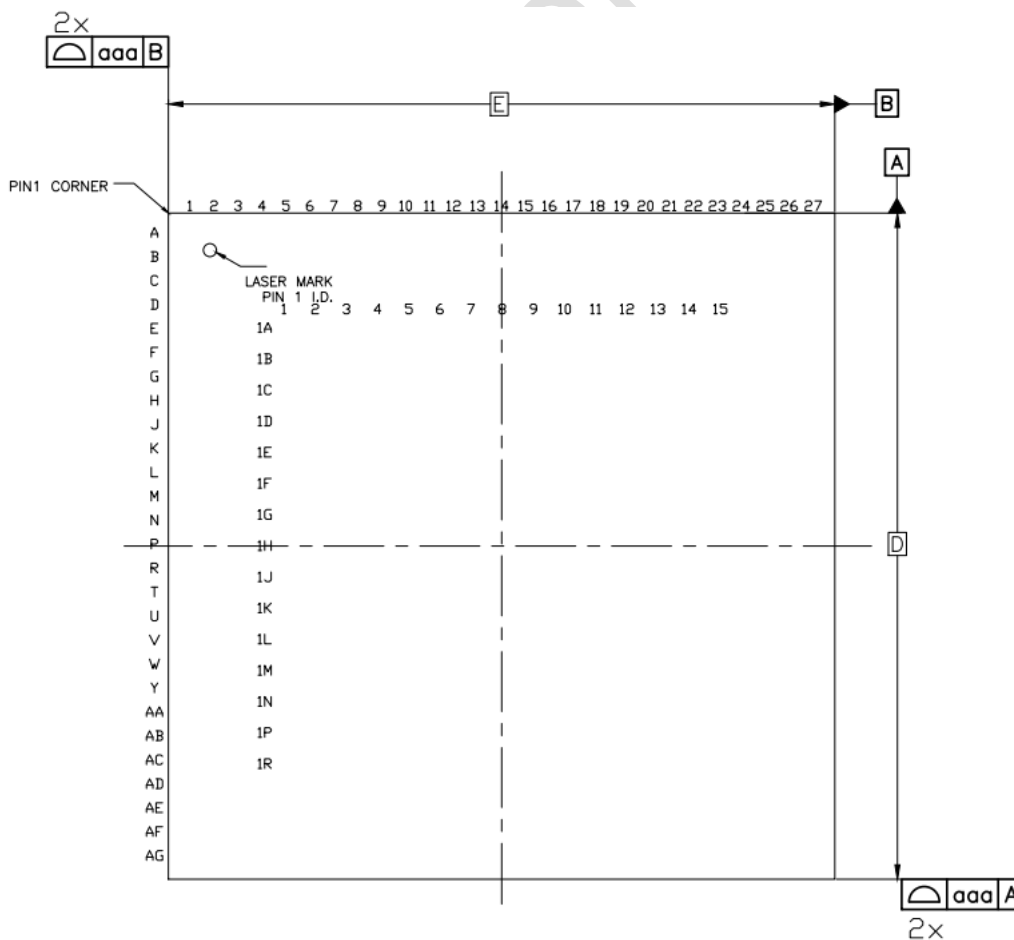 2x
aaa B
E
B
A
PIN1 CORNER
1 2 3 4 5 6 7 8 9 10 11 12 13 14 15 16 17 18 19 20 21 22 23 24 25 26 27
A
B
C
LASER MARK
PIN 1 I.D.
D
1 2 3 4 5 6 7 8 9 10 11 12 13 14 15
E 1A
F
1B
G
1C
H
J 1D
K
1E
L
1F
M
N 1G
P 1H D
R
1J
T
U 1K
V 1L
W
1M
Y
1N
AA
AB 1P
AC 1R
AD
AE
AF
AG
aaa A
2x